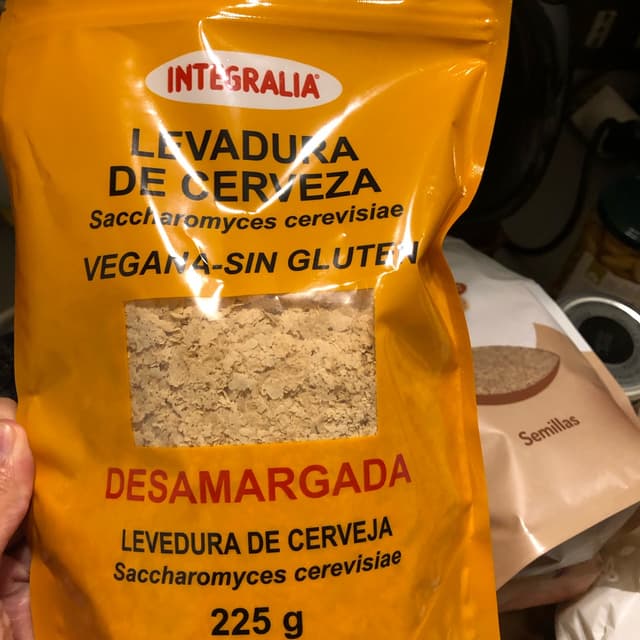 INTEGRALIA®
LEVADURA
DE CERVEZA
Saccharomyces cerevisiae
VEGANA-SIN GLUTEN
DESAMARGADA
LEVEDURA DE CERVEJA
Saccharomyces cerevisiae
225 g
Semillas